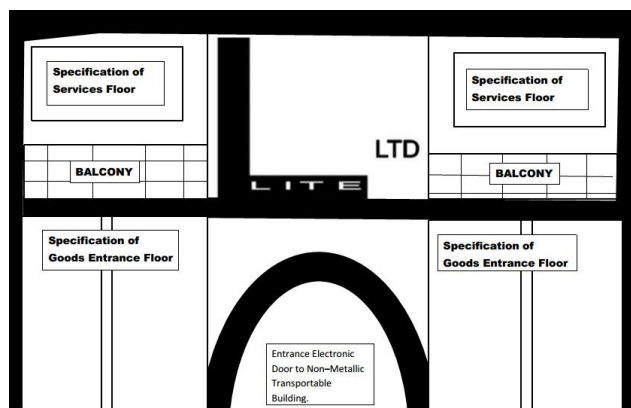 Specification of
Services Floor
Specification of
Services Floor
LTD
L
LITE
BALCONY
BALCONY
Specification of
Goods Entrance Floor
Specification of
Goods Entrance Floor
Entrance Electronic
Door to Non–Metallic
Transportable
Building.